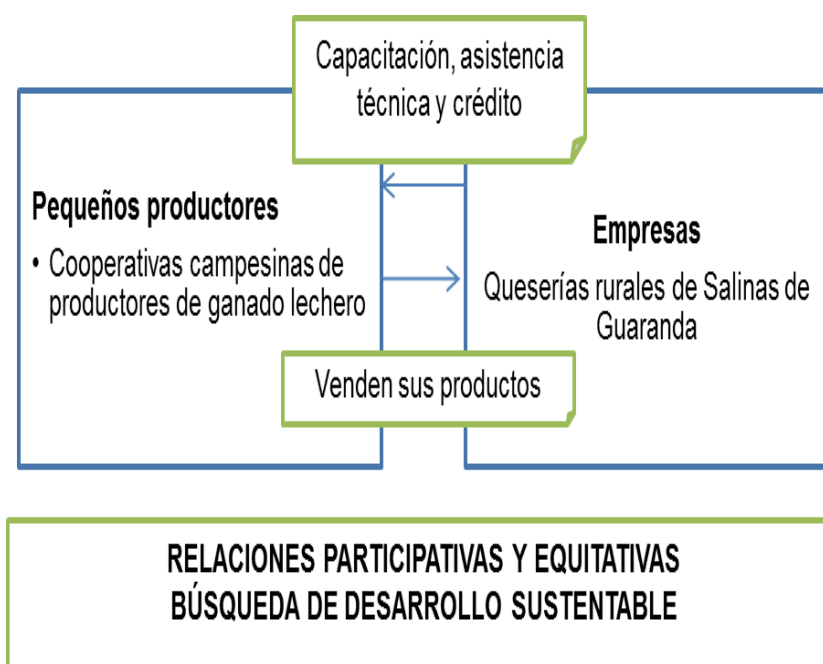 Capacitación, asistencia
técnica y crédito
Pequeños productores
• Cooperativas campesinas de
productores de ganado lechero
Empresas
Queserías rurales de Salinas de
Guaranda
Venden sus productos
RELACIONES PARTICIPATIVAS Y EQUITATIVAS
BÚSQUEDA DE DESARROLLO SUSTENTABLE